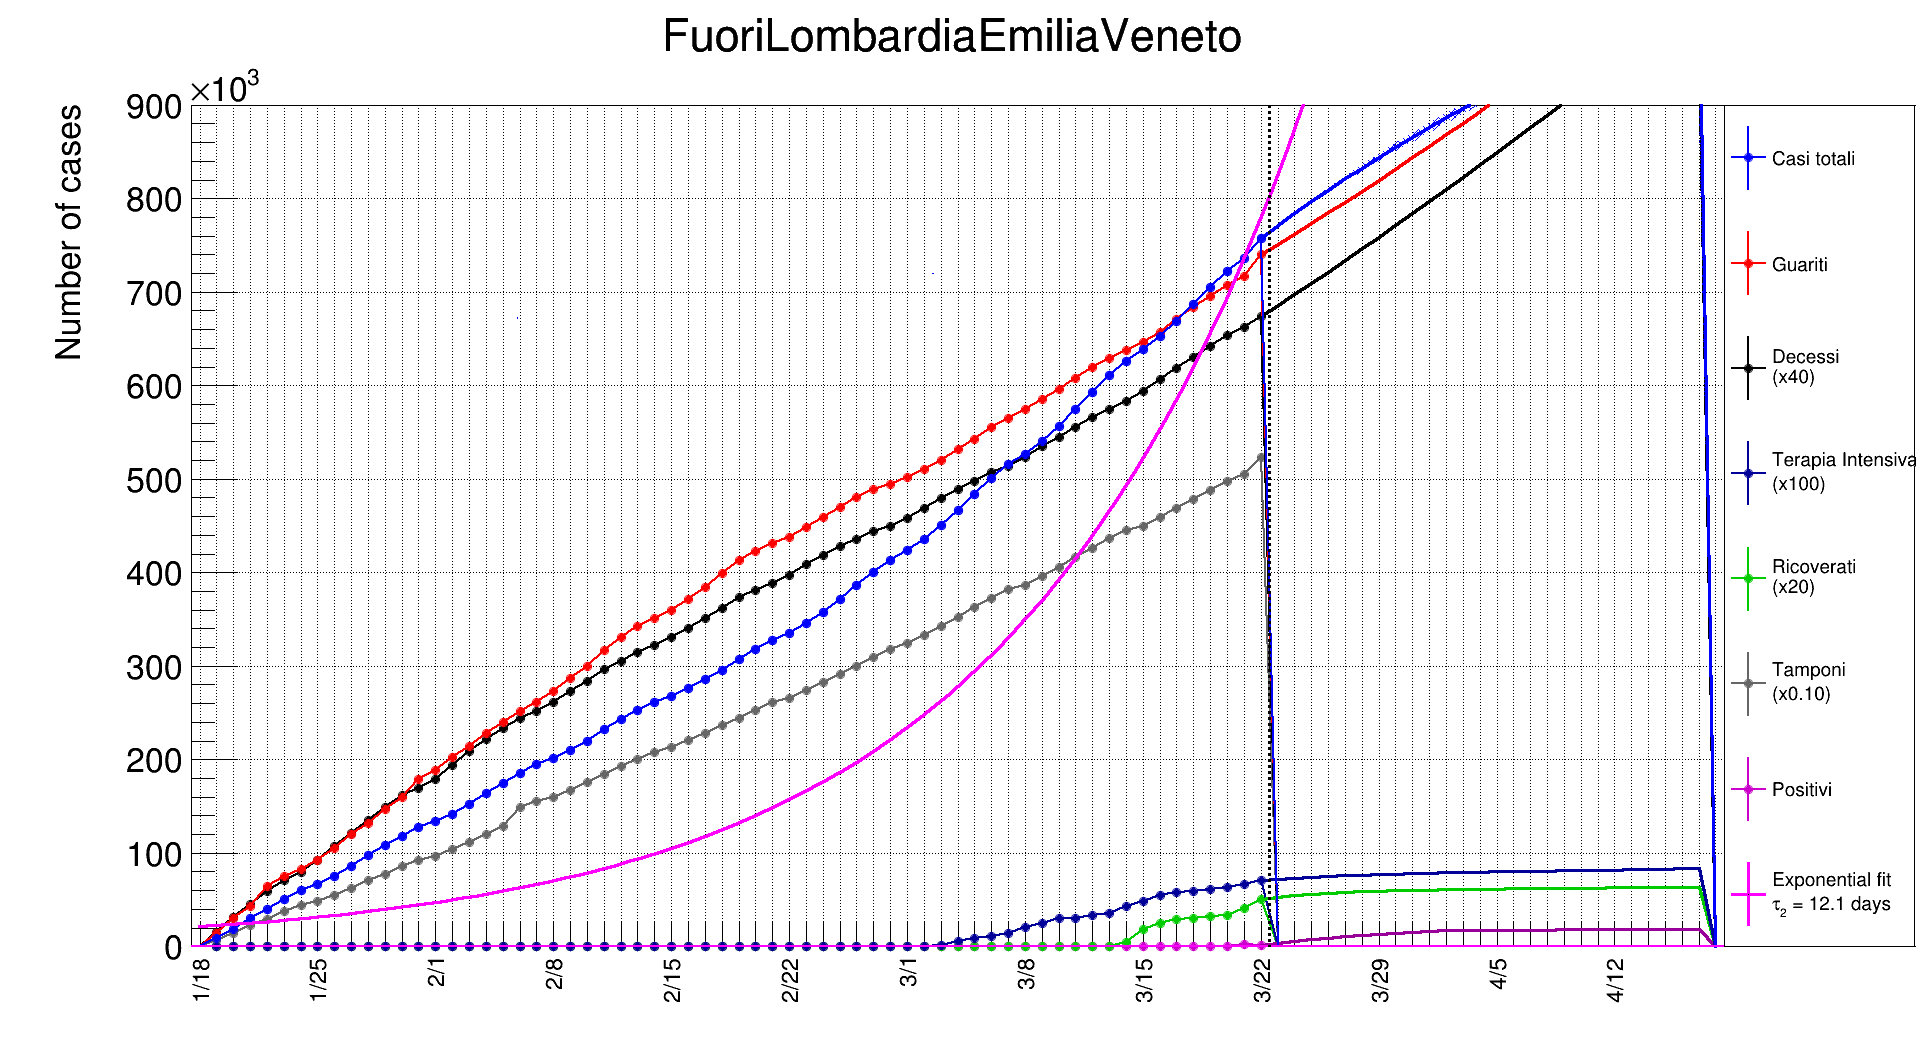 FuoriLombardiaEmiliaVeneto
×10³
Number of cases
900
800
700
600
500
400
300
200
100
0
1/18
1/25
2/1
2/8
2/15
2/22
3/1
3/8
3/15
3/22
3/29
4/5
4/12
Casi totali
Guariti
Decessi
(x40)
Terapia Intensiva
(x100)
Ricoverati
(x20)
Tamponi
(x0.10)
Positivi
Exponential fit
τ₂ = 12.1 days